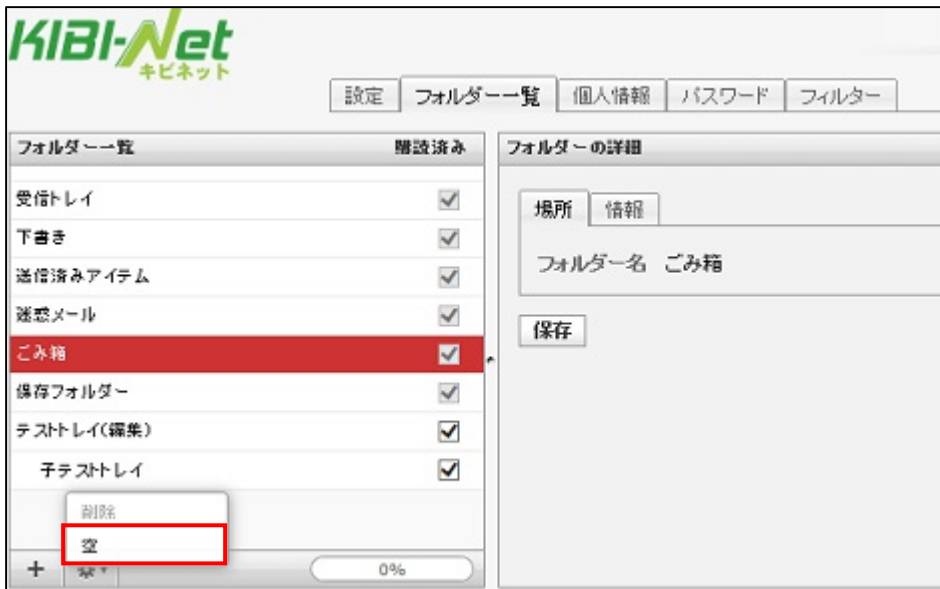 KIBI-Net
キビネット
設定 フォルダー一覧 個人情報 パスワード フィルター
フォルダー一覧 購読済み
フォルダーの詳細
受信トレイ
下書き
送信済みアイテム
迷惑メール
ごみ箱
保存フォルダー
テストトレイ(編集)
子テストトレイ
削除
空
+
0%
場所 情報
フォルダー名 ごみ箱
保存